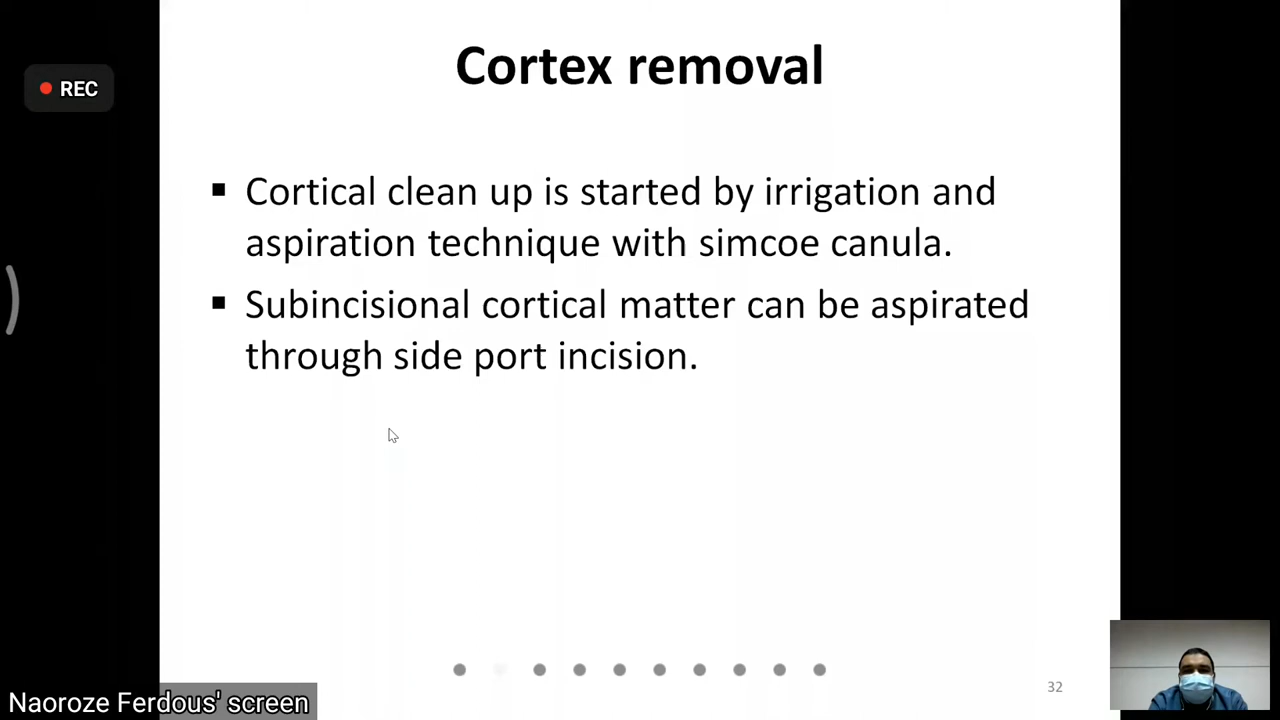 Cortex removal
REC
▪ Cortical clean up is started by irrigation and
aspiration technique with simcoe canula.
▪ Subincisional cortical matter can be aspirated
through side port incision.
32
Naoroze Ferdous' screen